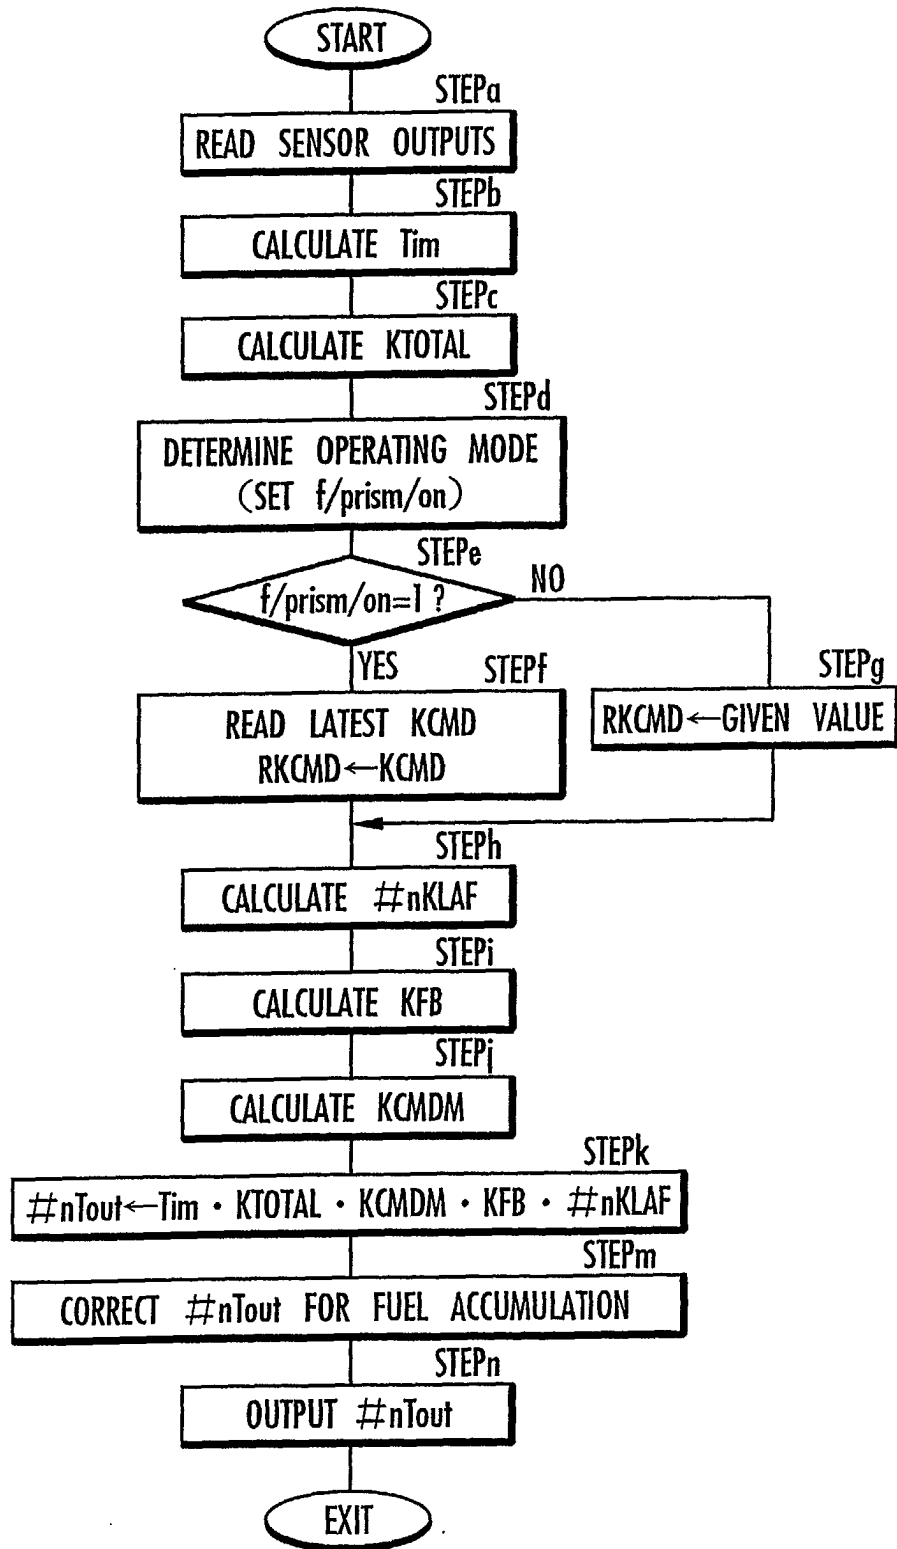 START
STEPa
READ SENSOR OUTPUTS
STEPb
CALCULATE Tim
STEPc
CALCULATE KTOTAL
STEPd
DETERMINE OPERATING MODE
(SET f/prism/on)
STEPe
f/prism/on=1 ?
NO
YES
STEPf
READ LATEST KCMD
RKCMD←KCMD
STEPg
RKCMD←GIVEN VALUE
STEPh
CALCULATE #nKLAF
STEPi
CALCULATE KFB
STEPj
CALCULATE KCMDM
STEPk
#nTout←Tim · KTOTAL · KCMDM · KFB · #nKLAF
STEPm
CORRECT #nTout FOR FUEL ACCUMULATION
STEPn
OUTPUT #nTout
EXIT